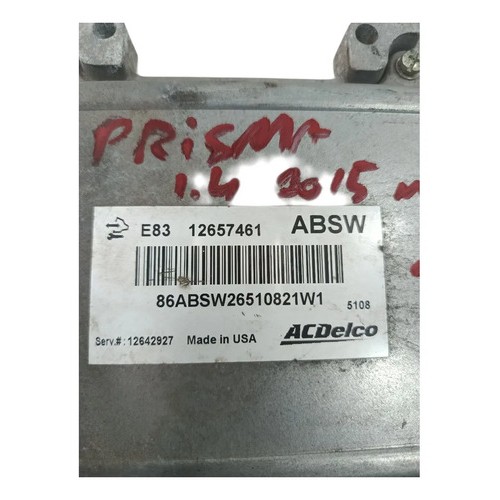 PRISMA
1.4 2015
E83 12657461 ABSW
86ABSW26510821W1 5108
Serv.#: 12642927 Made in USA ACDelco